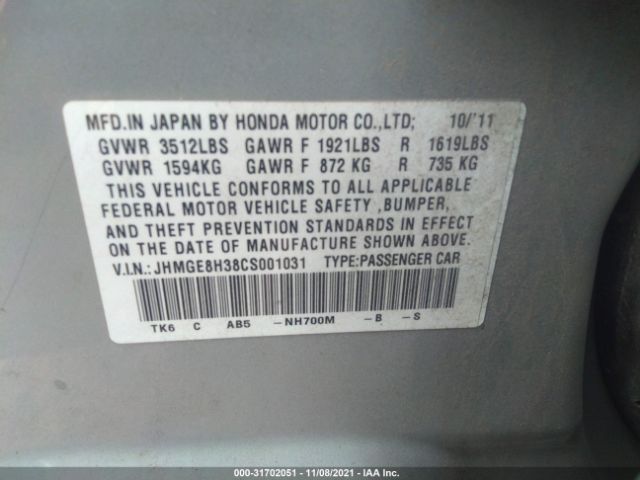 MFD.IN JAPAN BY HONDA MOTOR CO.,LTD; 10/'11
GVWR 3512LBS GAWR F 1921LBS R 1619LBS
GVWR 1594KG GAWR F 872 KG R 735 KG
THIS VEHICLE CONFORMS TO ALL APPLICABLE
FEDERAL MOTOR VEHICLE SAFETY ,BUMPER,
AND THEFT PREVENTION STANDARDS IN EFFECT
ON THE DATE OF MANUFACTURE SHOWN ABOVE.
V.I.N.: JHMGE8H38CS001031 TYPE:PASSENGER CAR
TK6 C AB5 -NH700M -B -S
000-31702051 - 11/08/2021 - IAA Inc.